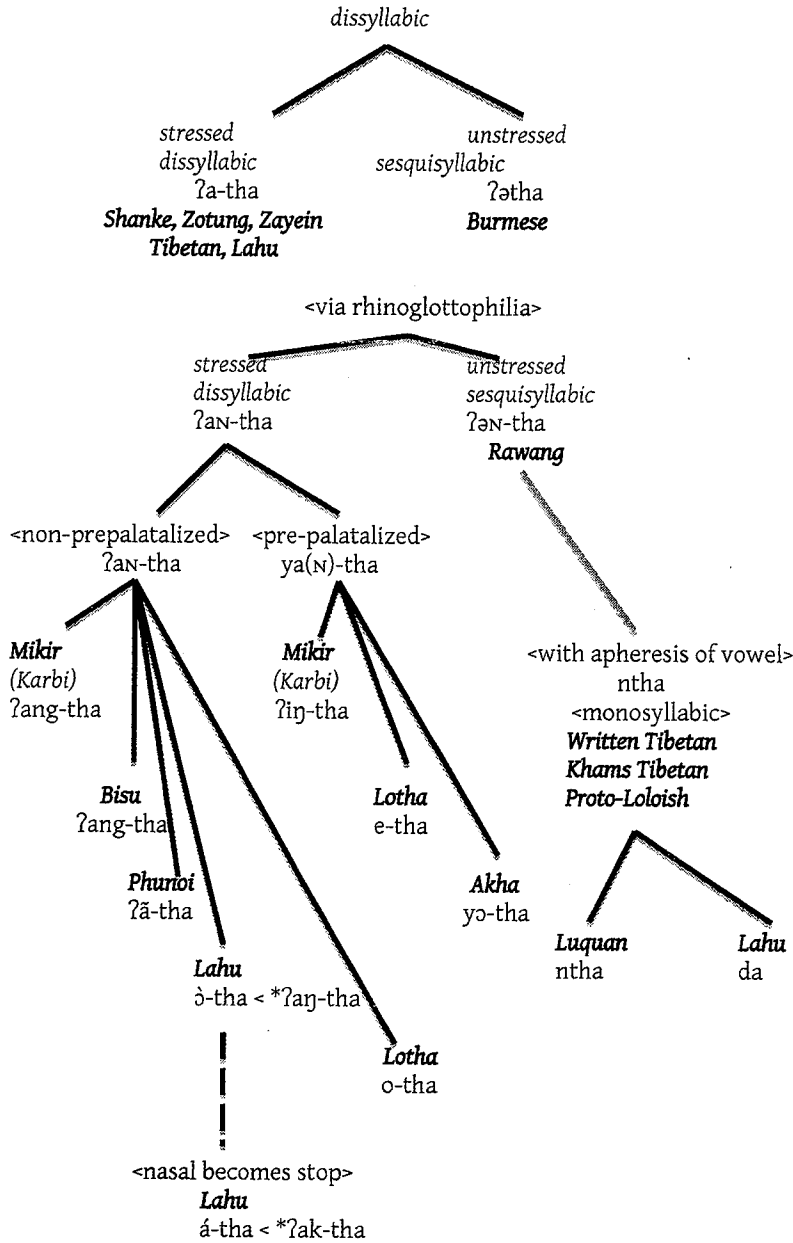 dissyllabic
stressed
dissyllabic
ʔa-tha
Shanke, Zotung, Zayein
Tibetan, Lahu
unstressed
sesquisyllabic
ʔətha
Burmese
<via rhinoglottophilia>
stressed
dissyllabic
ʔaɴ-tha
unstressed
sesquisyllabic
ʔəɴ-tha
Rawang
<non-prepalatalized>
ʔaɴ-tha
<pre-palatalized>
ya(ɴ)-tha
Mikir
(Karbi)
ʔang-tha
Mikir
(Karbi)
ʔiŋ-tha
<with apheresis of vowel>
ntha
<monosyllabic>
Written Tibetan
Khams Tibetan
Proto-Loloish
Bisu
ʔang-tha
Lotha
e-tha
Phunoi
ʔã-tha
Akha
yɔ-tha
Luquan
ntha
Lahu
da
Lahu
ɔ̀-tha < *ʔaŋ-tha
Lotha
o-tha
<nasal becomes stop>
Lahu
á-tha < *ʔak-tha